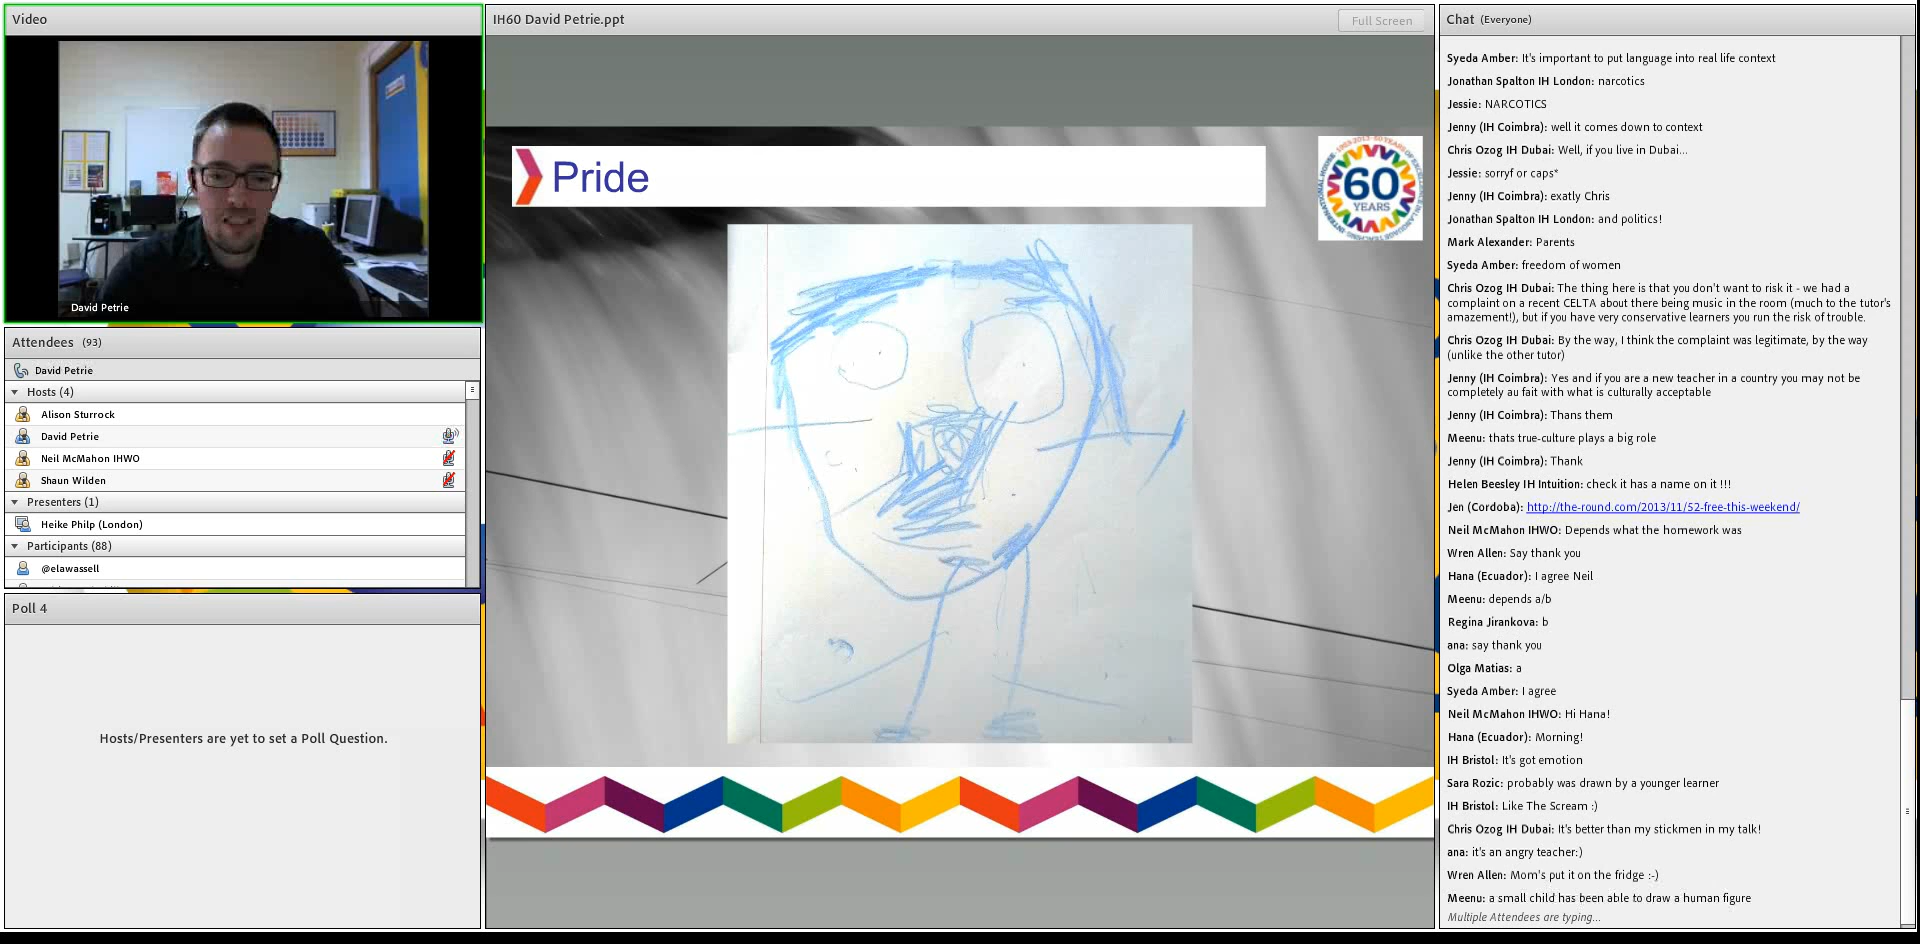 Video
David Petrie
Attendees (93)
David Petrie
Hosts (4)
Alison Sturrock
David Petrie
Neil McMahon IHWO
Shaun Wilden
Presenters (1)
Heike Philp (London)
Participants (88)
@elawassell
Poll 4
Hosts/Presenters are yet to set a Poll Question.
IH60 David Petrie.ppt
Full Screen
Pride
60
YEARS
Chat (Everyone)
Syeda Amber: It's important to put language into real life context
Jonathan Spalton IH London: narcotics
Jessie: NARCOTICS
Jenny (IH Coimbra): well it comes down to context
Chris Ozog IH Dubai: Well, if you live in Dubai...
Jessie: sorryf or caps*
Jenny (IH Coimbra): exatly Chris
Jonathan Spalton IH London: and politics!
Mark Alexander: Parents
Syeda Amber: freedom of women
Chris Ozog IH Dubai: The thing here is that you don't want to risk it - we had a
complaint on a recent CELTA about there being music in the room (much to the tutor's
amazement!), but if you have very conservative learners you run the risk of trouble.
Chris Ozog IH Dubai: By the way, I think the complaint was legitimate, by the way
(unlike the other tutor)
Jenny (IH Coimbra): Yes and if you are a new teacher in a country you may not be
completely au fait with what is culturally acceptable
Jenny (IH Coimbra): Thans them
Meenu: thats true-culture plays a big role
Jenny (IH Coimbra): Thank
Helen Beesley IH Intuition: check it has a name on it !!!
Jen (Cordoba): http://the-round.com/2013/11/52-free-this-weekend/
Neil McMahon IHWO: Depends what the homework was
Wren Allen: Say thank you
Hana (Ecuador): I agree Neil
Meenu: depends a/b
Regina Jirankova: b
ana: say thank you
Olga Matias: a
Syeda Amber: I agree
Neil McMahon IHWO: Hi Hana!
Hana (Ecuador): Morning!
IH Bristol: It's got emotion
Sara Rozic: probably was drawn by a younger learner
IH Bristol: Like The Scream :)
Chris Ozog IH Dubai: It's better than my stickmen in my talk!
ana: it's an angry teacher:)
Wren Allen: Mom's put it on the fridge :-)
Meenu: a small child has been able to draw a human figure
Multiple Attendees are typing...